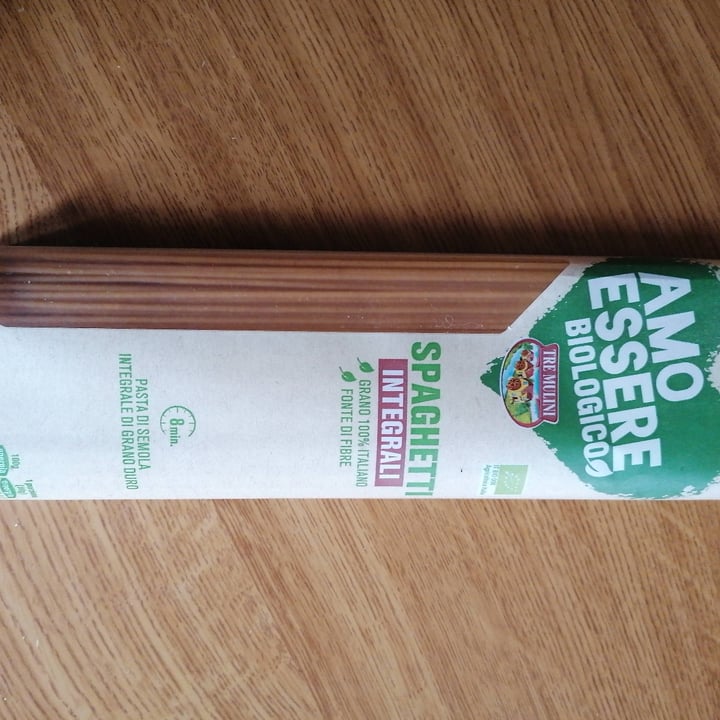 AMO
ESSERE
BIOLOGICO
TRE MULINI
SPAGHETTI
INTEGRALI
GRANO 100% ITALIANO
FONTE DI FIBRE
8 min.
PASTA DI SEMOLA
INTEGRALE DI GRANO DURO
100g